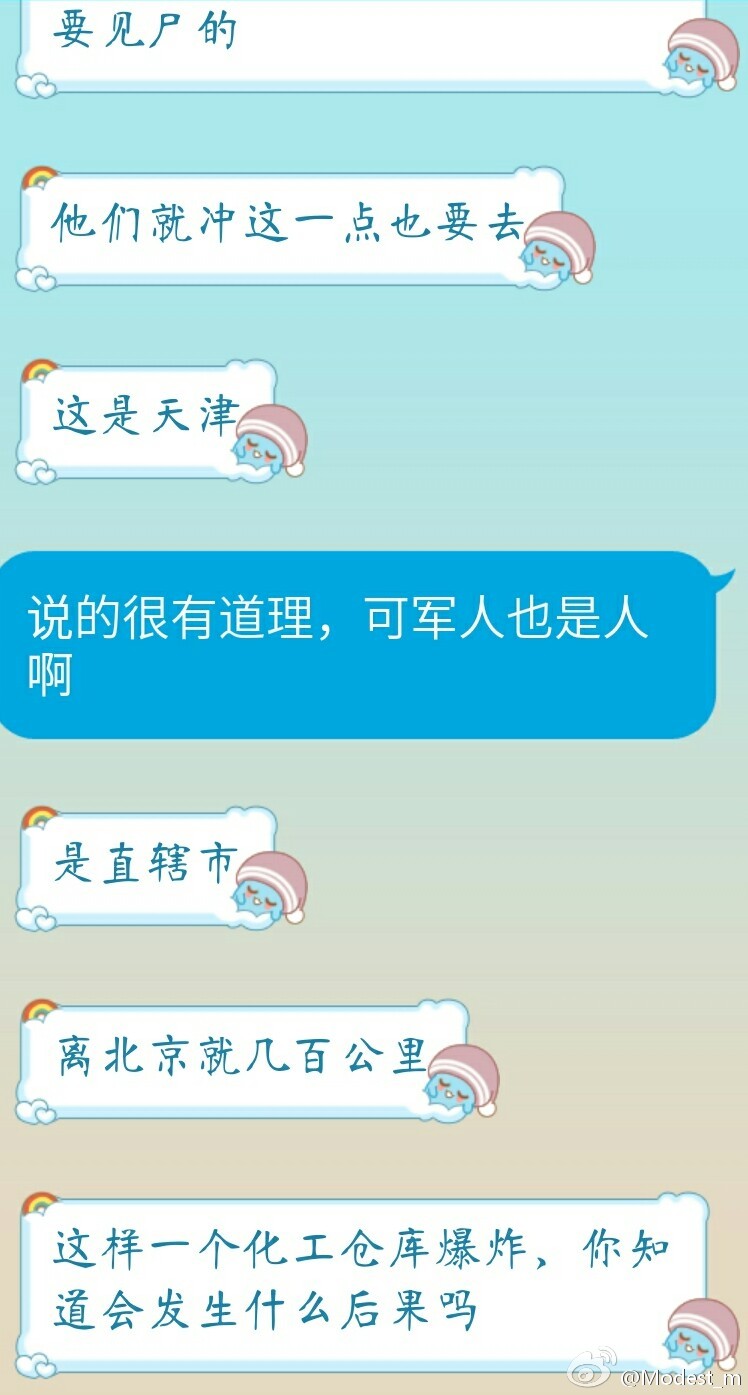 要见尸的
他们就冲这一点也要去
这是天津
说的很有道理，可军人也是人
啊
是直辖市
离北京就几百公里
这样一个化工仓库爆炸、你知
道会发生什么后果吗
@Modest_m